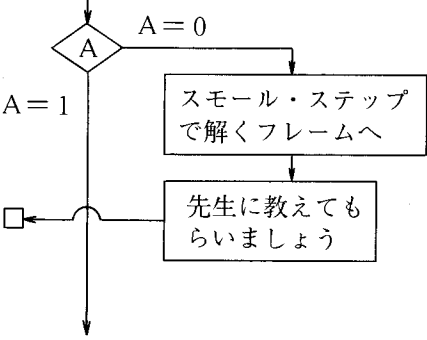 A＝0
A
A＝1
スモール・ステップ
で解くフレームへ
先生に教えても
らいましょう